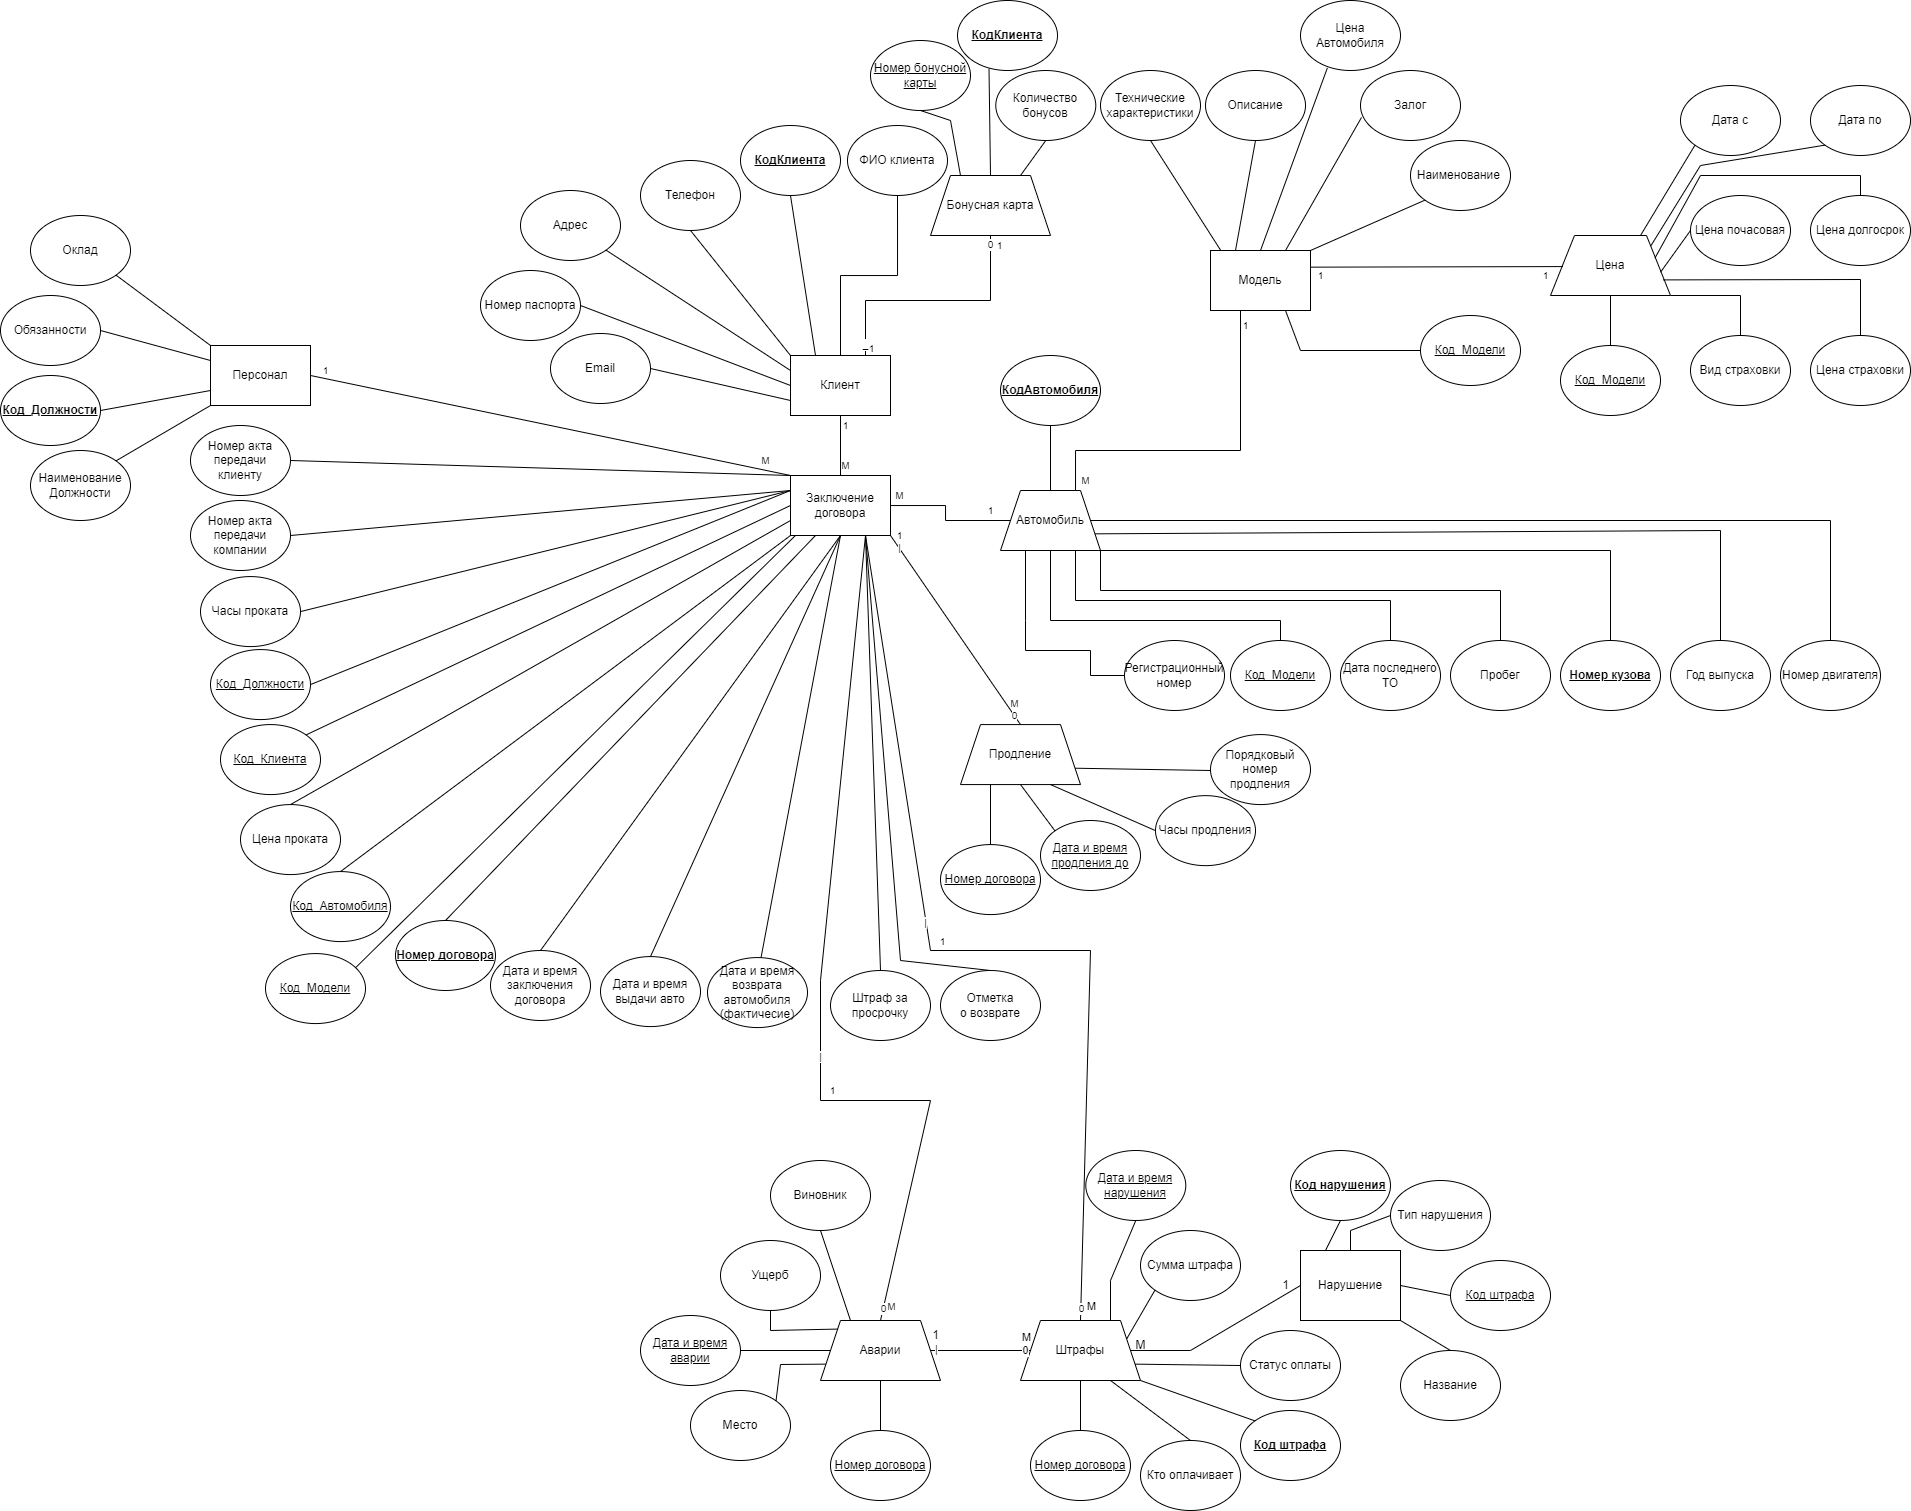 КодКлиента
Номер бонусной
карты
Количество
бонусов
Технические
характеристики
Описание
Цена
Автомобиля
Залог
Наименование
Дата с
Дата по
Цена почасовая
Цена долгосрок
КодКлиента
ФИО клиента
Телефон
Адрес
Номер паспорта
Email
Бонусная карта
0
1
Модель
1
1
Цена
1
Код_Модели
Код_Модели
Вид страховки
Цена страховки
Оклад
Обязанности
Код_Должности
Наименование
Должности
Персонал
1
1
Клиент
1
КодАвтомобиля
Номер акта
передачи
клиенту
Номер акта
передачи
компании
Часы проката
Код_Должности
Код_Клиента
Цена проката
Код_Автомобиля
Код_Модели
M
M
Заключение
договора
M
1
1
M
Автомобиль
Регистрационный
номер
Код_Модели
Дата последнего
ТО
Пробег
Номер кузова
Год выпуска
Номер двигателя
M
0
Продление
Порядковый
номер
продления
Часы продления
Дата и время
продления до
Номер договора
Номер договора
Дата и время
заключения
договора
Дата и время
выдачи авто
Дата и время
возврата
автомобиля
(фактичесие)
Штраф за
просрочку
Отметка
о возврате
1
1
Виновник
Ущерб
Дата и время
аварии
Место
0
M
Аварии
Номер договора
1
M
0
Дата и время
нарушения
Сумма штрафа
0
M
Штрафы
M
1
Статус оплаты
Код штрафа
Кто оплачивает
Номер договора
Код нарушения
Тип нарушения
Нарушение
Код штрафа
Название